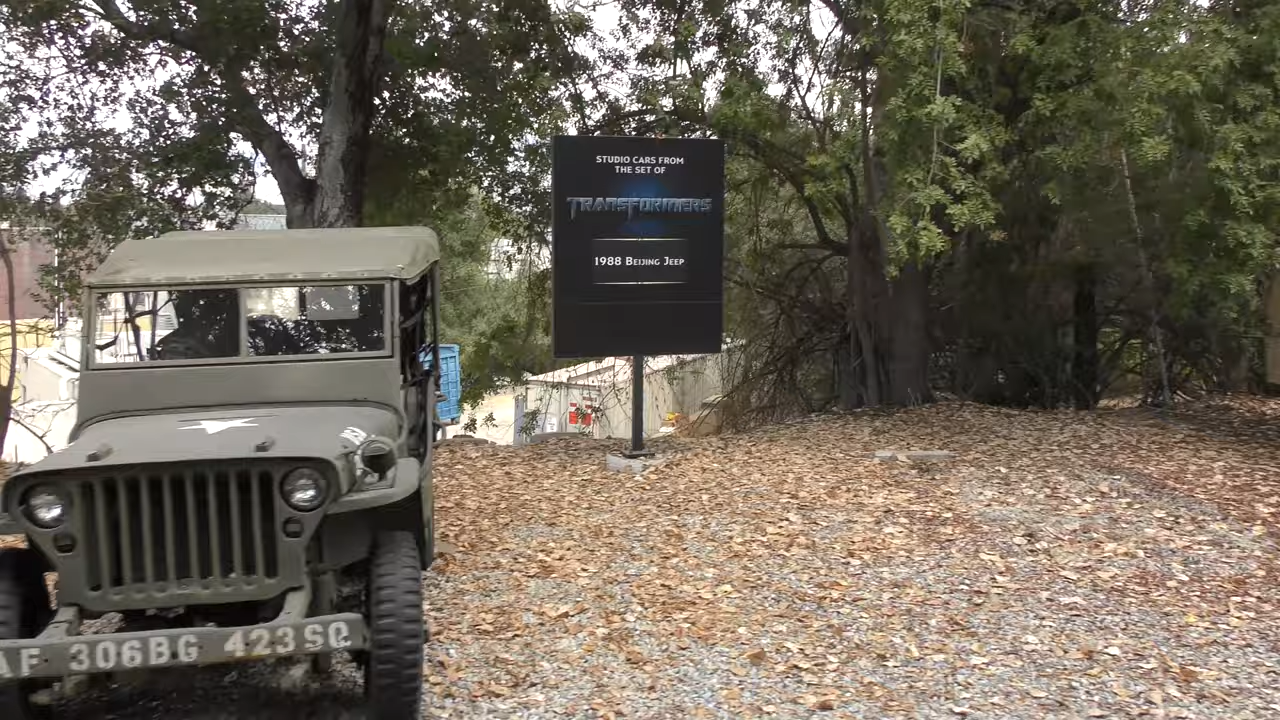 STUDIO CARS FROM
THE SET OF
TRANSFORMERS
1988 BEIJING JEEP
AF 306BG 423SQ